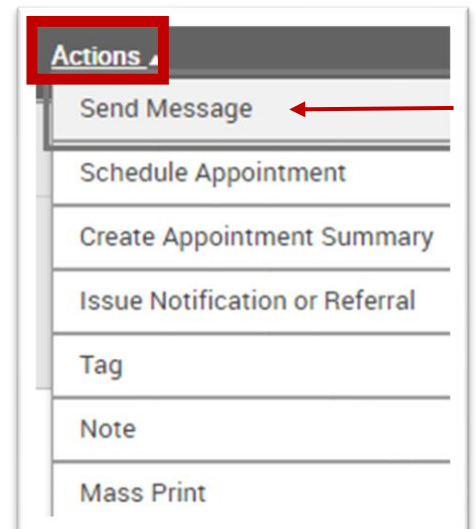 Actions
Send Message
Schedule Appointment
Create Appointment Summary
Issue Notification or Referral
Tag
Note
Mass Print